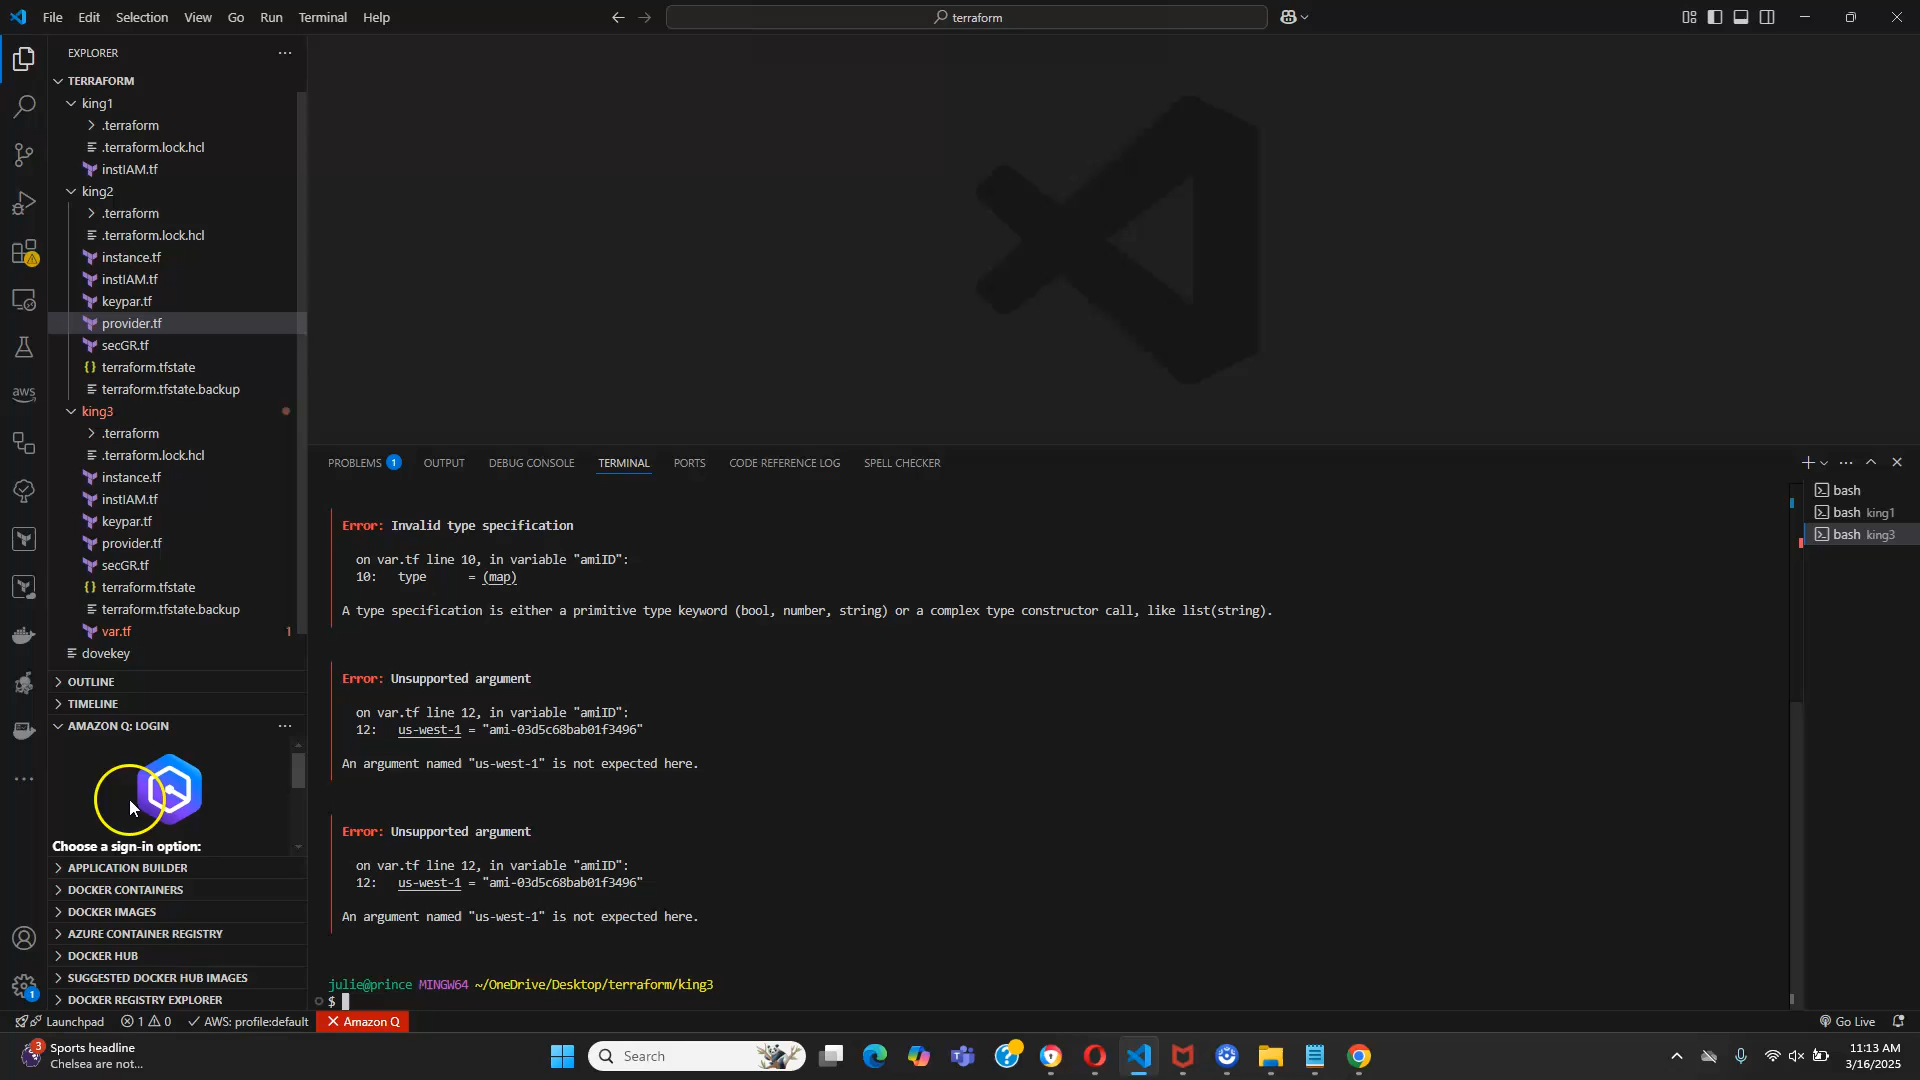 File Edit Selection View Go Run Terminal Help
terraform
EXPLORER
TERRAFORM
king1
.terraform
.terraform.lock.hcl
instIAM.tf
king2
.terraform
.terraform.lock.hcl
instance.tf
instIAM.tf
keypar.tf
provider.tf
secGR.tf
terraform.tfstate
terraform.tfstate.backup
king3
.terraform
.terraform.lock.hcl
instance.tf
instIAM.tf
keypar.tf
provider.tf
secGR.tf
terraform.tfstate
terraform.tfstate.backup
var.tf 1
dovekey
OUTLINE
TIMELINE
AMAZON Q: LOGIN
Choose a sign-in option:
APPLICATION BUILDER
DOCKER CONTAINERS
DOCKER IMAGES
AZURE CONTAINER REGISTRY
DOCKER HUB
SUGGESTED DOCKER HUB IMAGES
DOCKER REGISTRY EXPLORER
aws
1
PROBLEMS 1 OUTPUT DEBUG CONSOLE TERMINAL PORTS CODE REFERENCE LOG SPELL CHECKER
Error: Invalid type specification
on var.tf line 10, in variable "amiID":
10: type = (map)
A type specification is either a primitive type keyword (bool, number, string) or a complex type constructor call, like list(string).
Error: Unsupported argument
on var.tf line 12, in variable "amiID":
12: us-west-1 = "ami-03d5c68bab01f3496"
An argument named "us-west-1" is not expected here.
Error: Unsupported argument
on var.tf line 12, in variable "amiID":
12: us-west-1 = "ami-03d5c68bab01f3496"
An argument named "us-west-1" is not expected here.
julie@prince MINGW64 ~/OneDrive/Desktop/terraform/king3
$
bash
bash king1
bash king3
Launchpad 1 0 AWS: profile:default Amazon Q
Go Live
3 Sports headline
Chelsea are not...
Search
11:13 AM
3/16/2025